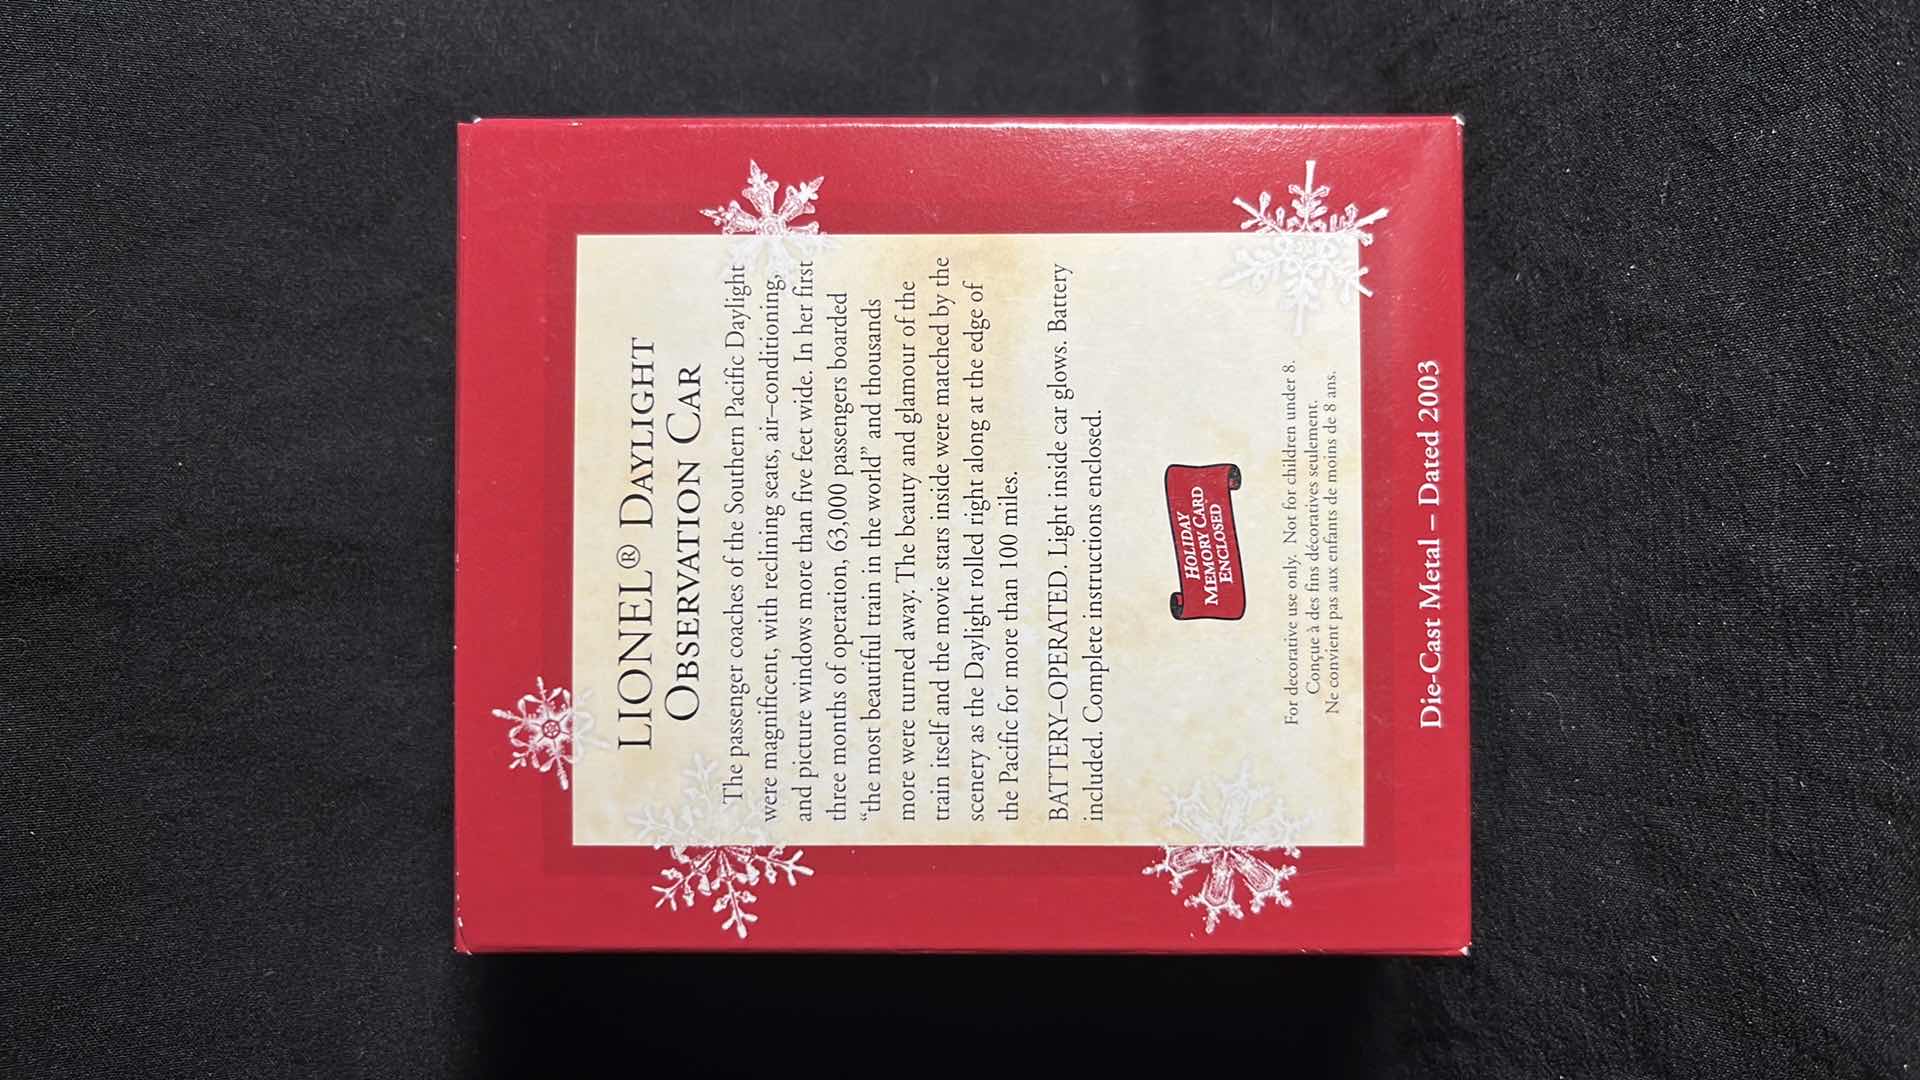 LIONEL® DAYLIGHT
OBSERVATION CAR
The passenger coaches of the Southern Pacific Daylight
were magnificent, with reclining seats, air–conditioning,
and picture windows more than five feet wide. In her first
three months of operation, 63,000 passengers boarded
“the most beautiful train in the world” and thousands
more were turned away. The beauty and glamour of the
train itself and the movie stars inside were matched by the
scenery as the Daylight rolled right along at the edge of
the Pacific for more than 100 miles.
BATTERY–OPERATED. Light inside car glows. Battery
included. Complete instructions enclosed.
HOLIDAY
MEMORY CARD
ENCLOSED
For decorative use only. Not for children under 8.
Conçue à des fins décoratives seulement.
Ne convient pas aux enfants de moins de 8 ans.
Die-Cast Metal – Dated 2003